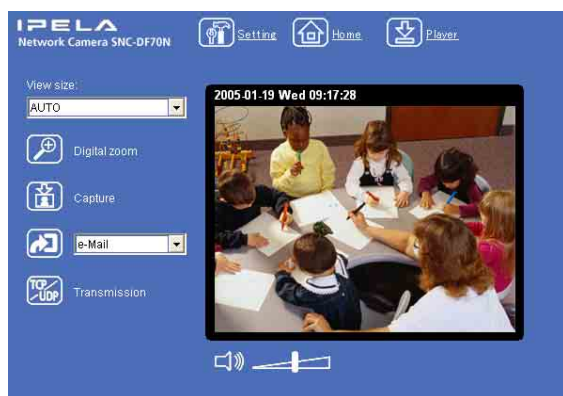 IPELA
Network Camera SNC-DF70N
Setting
Home
Player
View size:
AUTO
2005-01-19 Wed 09:17:28
Digital zoom
Capture
e-Mail
TCP/UDP
Transmission